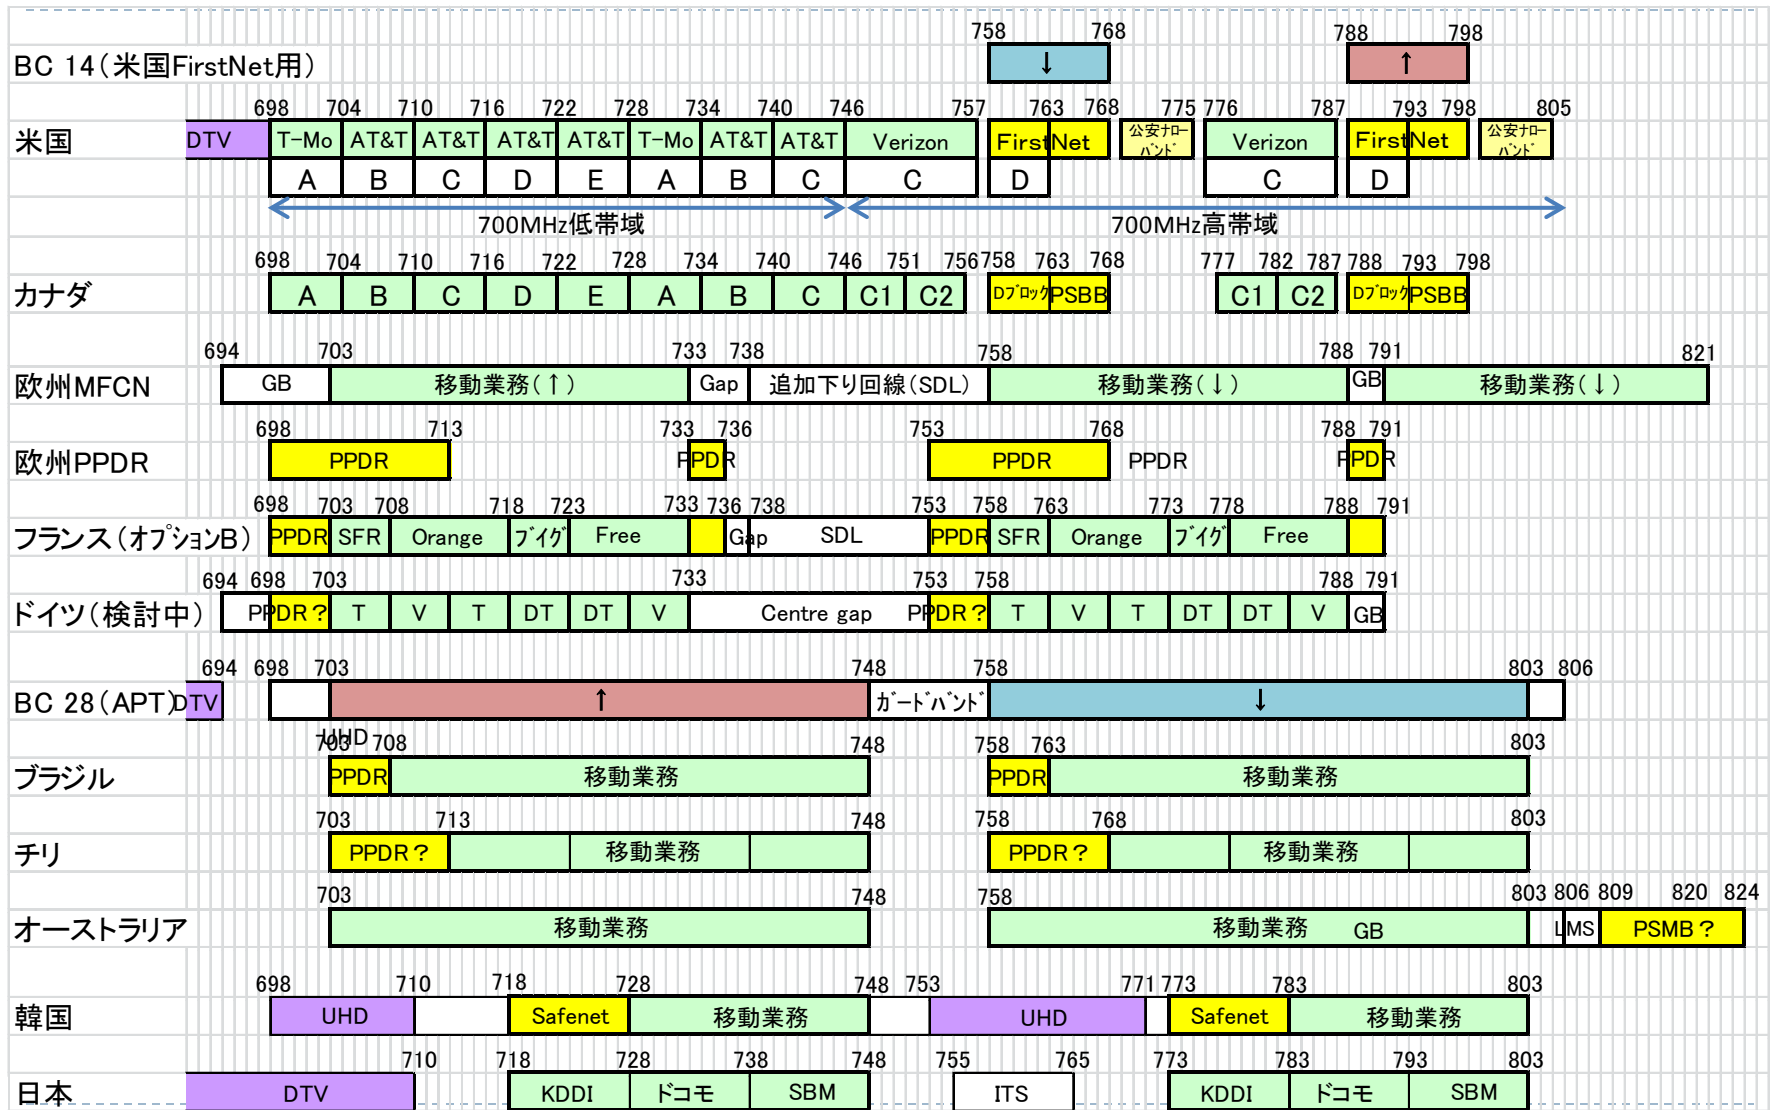 758 768 788 798
BC 14(米国FirstNet用) ↓ ↑
698 704 710 716 722 728 734 740 746 757 763 768 775 776 787 793 798 805
米国 DTV T-Mo AT&T AT&T AT&T AT&T T-Mo AT&T AT&T Verizon FirstNet 公安ナローバンド Verizon FirstNet 公安ナローバンド
A B C D E A B C C D C D
700MHz低帯域 700MHz高帯域
698 704 710 716 722 728 734 740 746 751 756 758 763 768 777 782 787 788 793 798
カナダ A B C D E A B C C1 C2 Dブロック PSBB C1 C2 Dブロック PSBB
694 703 733 738 758 788 791 821
欧州MFCN GB 移動業務(↑) Gap 追加下り回線(SDL) 移動業務(↓) GB 移動業務(↓)
698 713 733 736 753 768 788 791
欧州PPDR PPDR PPDR PPDR PPDR PPDR
698 703 708 718 723 733 736 738 753 758 763 773 778 788 791
フランス(オプションB) PPDR SFR Orange ブイグ Free Gap SDL PPDR SFR Orange ブイグ Free
694 698 703 733 753 758 788 791
ドイツ(検討中) PPDR? T V T DT DT V Centre gap PPDR? T V T DT DT V GB
694 698 703 748 758 803 806
BC 28(APT) DTV ↑ ガードバンド ↓
UHD
703 708 748 758 763 803
ブラジル PPDR 移動業務 PPDR 移動業務
703 713 748 758 768 803
チリ PPDR? 移動業務 PPDR? 移動業務
703 748 758 803 806 809 820 824
オーストラリア 移動業務 移動業務 GB LMS PSMB?
698 710 718 728 748 753 771 773 783 803
韓国 UHD Safenet 移動業務 UHD Safenet 移動業務
710 718 728 738 748 755 765 773 783 793 803
日本 DTV KDDI ドコモ SBM ITS KDDI ドコモ SBM